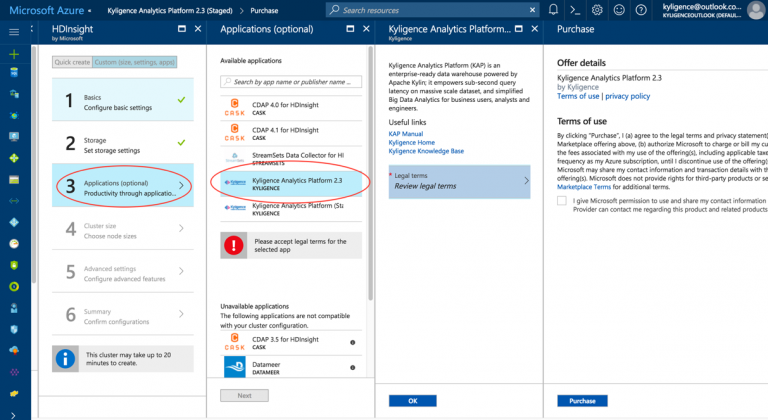 Microsoft Azure
Kyligence Analytics Platform 2.3 (Staged) > Purchase
Search resources
kyligence@outlook.co...
KYLIGENCEOUTLOOK (DEFAUL...
HDInsight
by Microsoft
Quick create
Custom (size, settings, apps)
1
Basics
Configure basic settings
2
Storage
Set storage settings
3
Applications (optional)
Productivity through applicatio...
4
Cluster size
Choose node sizes
5
Advanced settings
Configure advanced features
6
Summary
Confirm configurations
This cluster may take up to 20
minutes to create.
Applications (optional)
Available applications
Search by app name or publisher name ...
CDAP 4.0 for HDInsight
CASK
CASK
CDAP 4.1 for HDInsight
CASK
CASK
StreamSets Data Collector for HI
STREAMSETS
Kyligence Analytics Platform 2.3
KYLIGENCE
Kyligence Analytics Platform (Sta
KYLIGENCE
Please accept legal terms for the
selected app
Unavailable applications
The following applications are not compatible
with your cluster configuration.
CDAP 3.5 for HDInsight
CASK
CASK
Datameer
DATAMEER
Next
Kyligence Analytics Platform...
Kyligence Analytics Platform (KAP) is an
enterprise-ready data warehouse powered by
Apache Kylin; it empowers sub-second query
latency on massive scale dataset, and simplified
Big Data Analytics for business users, analysts and
engineers.
Useful links
KAP Manual
Kyligence Home
Kyligence Knowledge Base
* Legal terms
Review legal terms
OK
Purchase
Offer details
Kyligence Analytics Platform 2.3
by Kyligence
Terms of use | privacy policy
Terms of use
By clicking "Purchase", I (a) agree to the legal terms and privacy statement(
Marketplace offering above, (b) authorize Microsoft to charge or bill my cu
the fees associated with my use of the offering(s), including applicable taxe
frequency as my Azure subscription, until I discontinue use of the offering(
Microsoft may share my contact information and transaction details with th
offering(s). Microsoft does not provide rights for third-party products or se
Marketplace Terms for additional terms.
I give Microsoft permission to use and share my contact information
Provider can contact me regarding this product and related products
Purchase